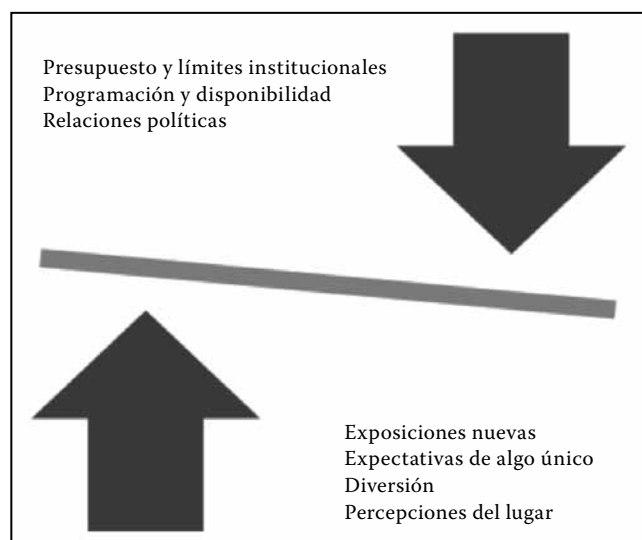 Presupuesto y límites institucionales
Programación y disponibilidad
Relaciones políticas
Exposiciones nuevas
Expectativas de algo único
Diversión
Percepciones del lugar